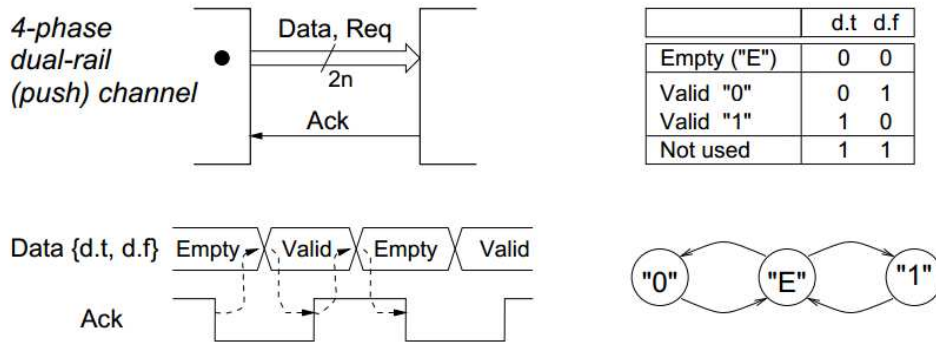 4-phase
dual-rail
(push) channel
Data, Req
2n
Ack
d.t d.f
Empty ("E") 0 0
Valid "0" 0 1
Valid "1" 1 0
Not used 1 1
Data {d.t, d.f}
Empty Valid Empty Valid
Ack
"0" "E" "1"